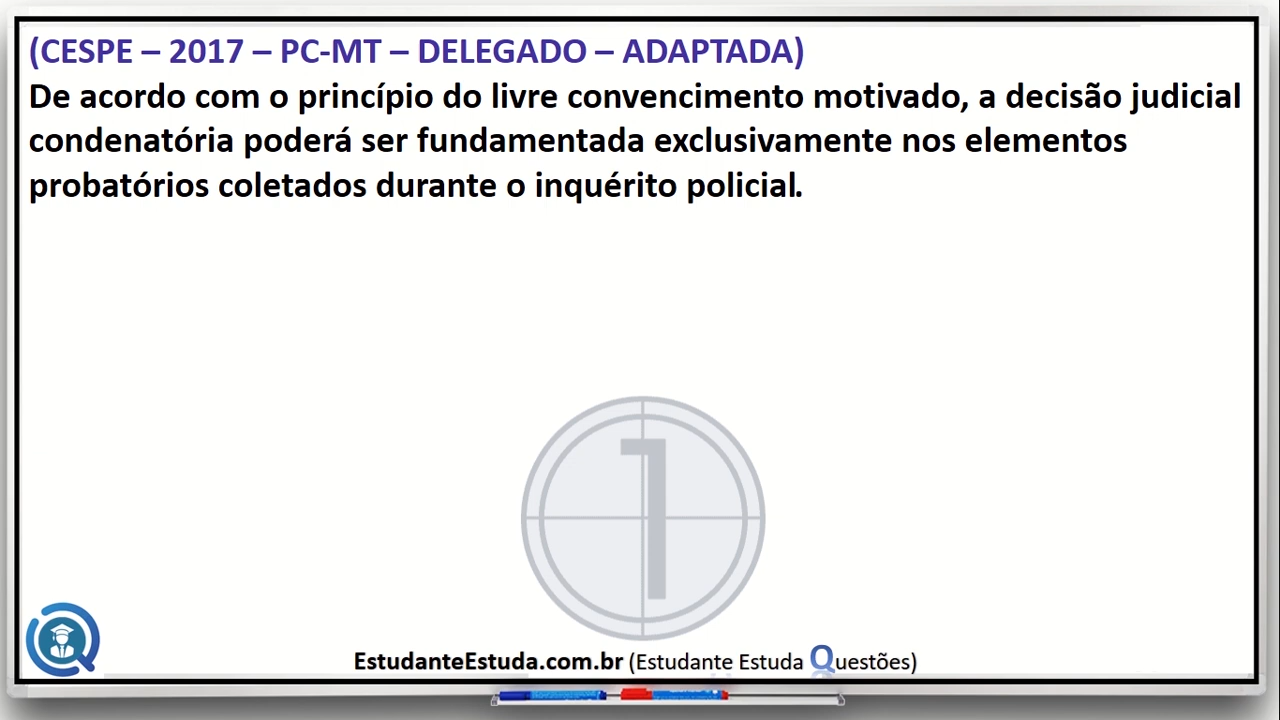 (CESPE – 2017 – PC-MT – DELEGADO – ADAPTADA)
De acordo com o princípio do livre convencimento motivado, a decisão judicial
condenatória poderá ser fundamentada exclusivamente nos elementos
probatórios coletados durante o inquérito policial.
1
EstudanteEstuda.com.br (Estudante Estuda Questões)